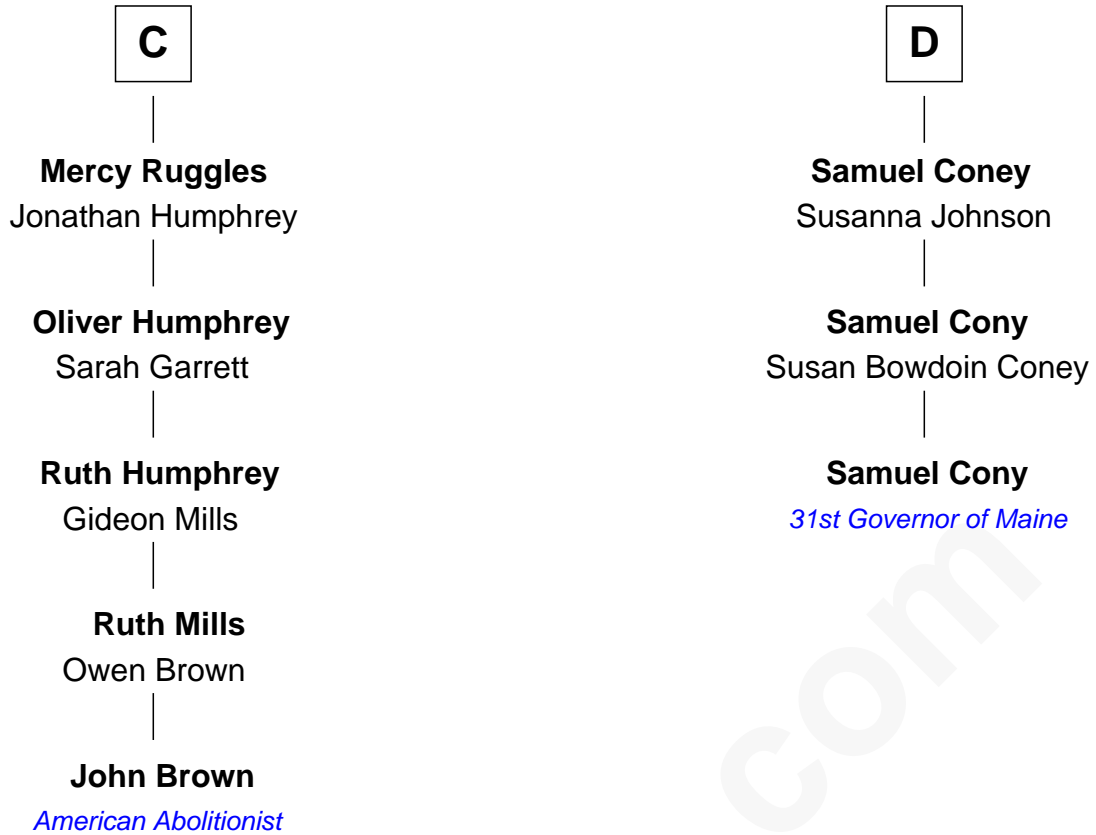 C
Mercy Ruggles
Jonathan Humphrey
Oliver Humphrey
Sarah Garrett
Ruth Humphrey
Gideon Mills
Ruth Mills
Owen Brown
John Brown
American Abolitionist
D
Samuel Coney
Susanna Johnson
Samuel Cony
Susan Bowdoin Coney
Samuel Cony
31st Governor of Maine
com